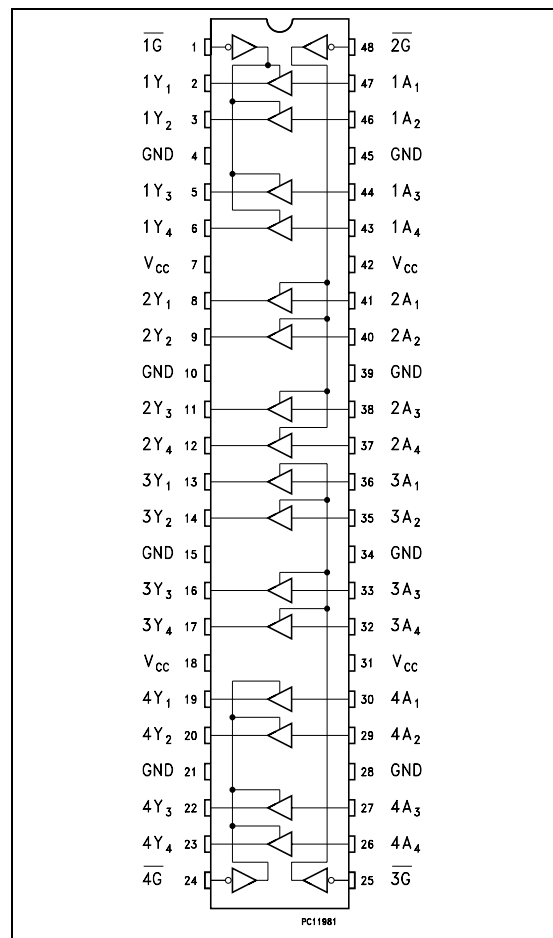 1G 1 48 2G
1Y1 2 47 1A1
1Y2 3 46 1A2
GND 4 45 GND
1Y3 5 44 1A3
1Y4 6 43 1A4
VCC 7 42 VCC
2Y1 8 41 2A1
2Y2 9 40 2A2
GND 10 39 GND
2Y3 11 38 2A3
2Y4 12 37 2A4
3Y1 13 36 3A1
3Y2 14 35 3A2
GND 15 34 GND
3Y3 16 33 3A3
3Y4 17 32 3A4
VCC 18 31 VCC
4Y1 19 30 4A1
4Y2 20 29 4A2
GND 21 28 GND
4Y3 22 27 4A3
4Y4 23 26 4A4
4G 24 25 3G
PC11981